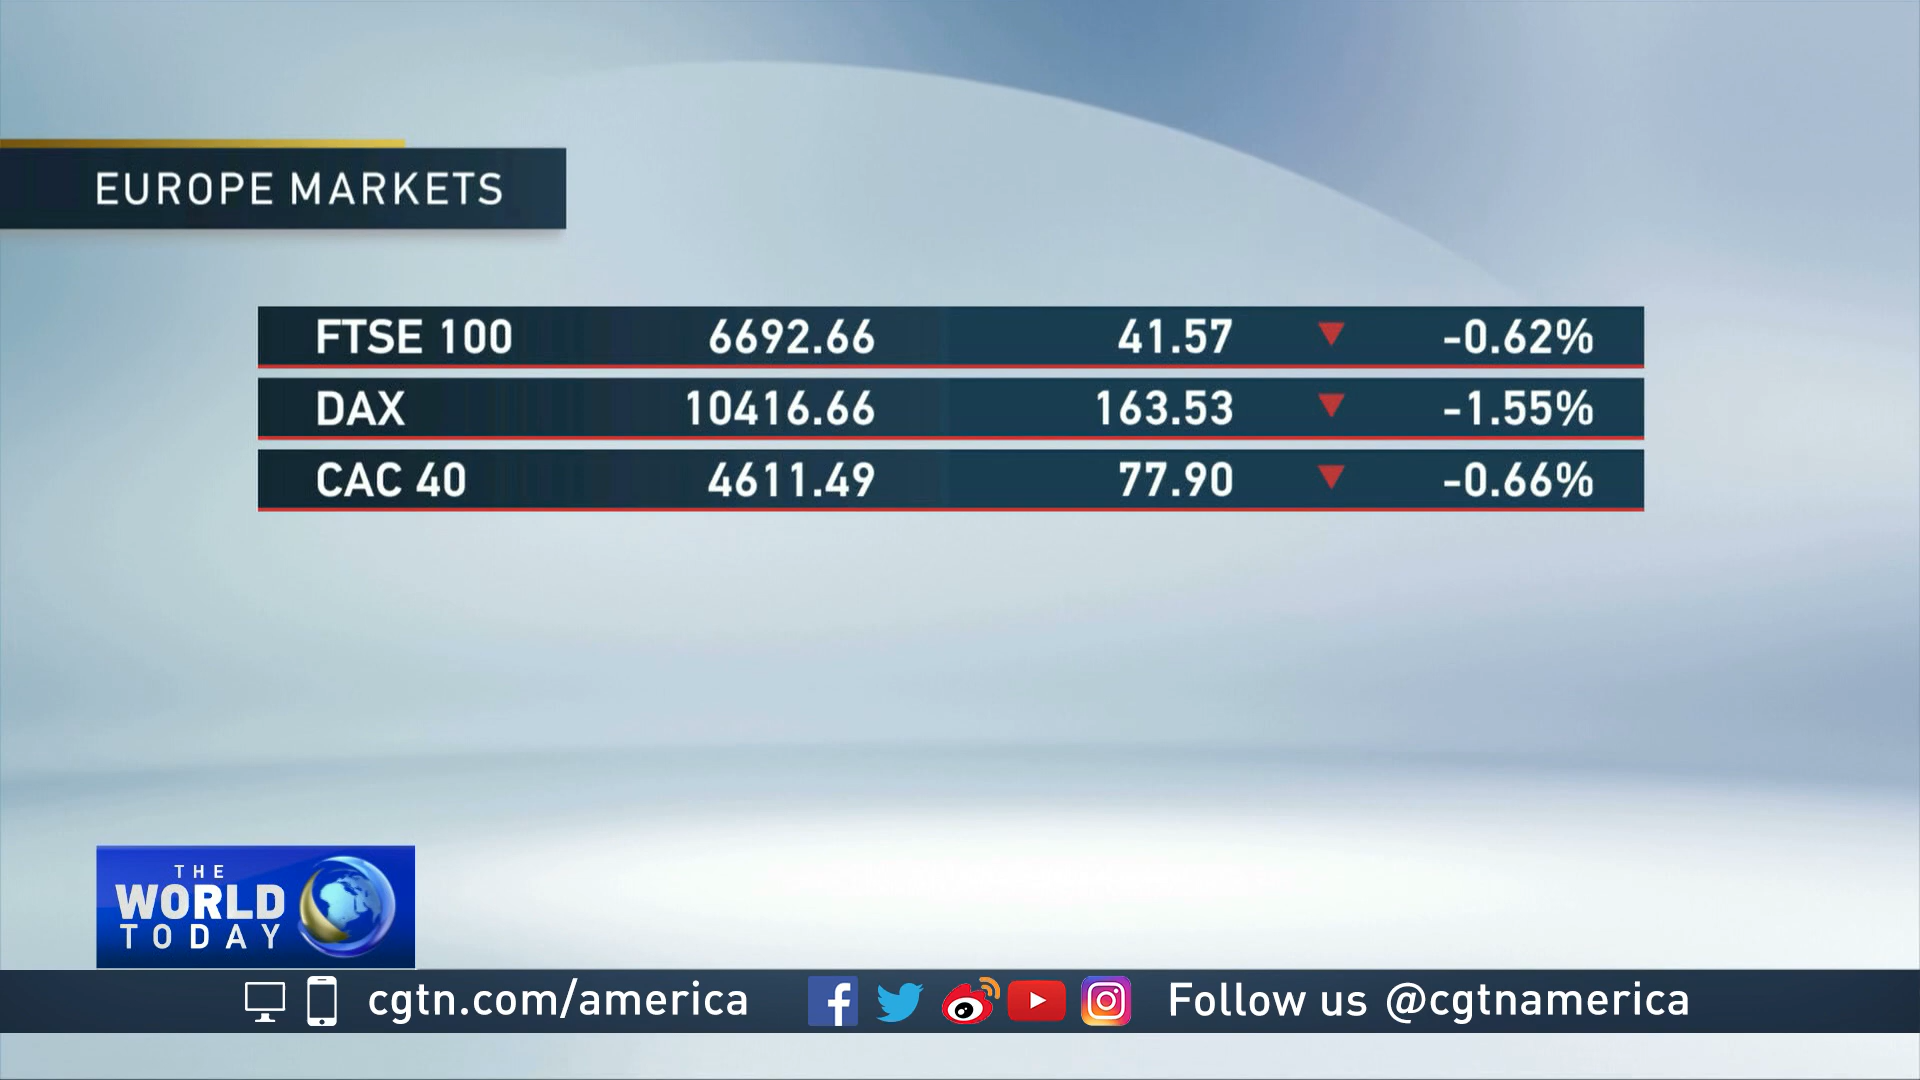 EUROPE MARKETS
FTSE 100 6692.66 41.57 ▼ -0.62%
DAX 10416.66 163.53 ▼ -1.55%
CAC 40 4611.49 77.90 ▼ -0.66%
THE
WORLD
TODAY
cgtn.com/america Follow us @cgtnamerica